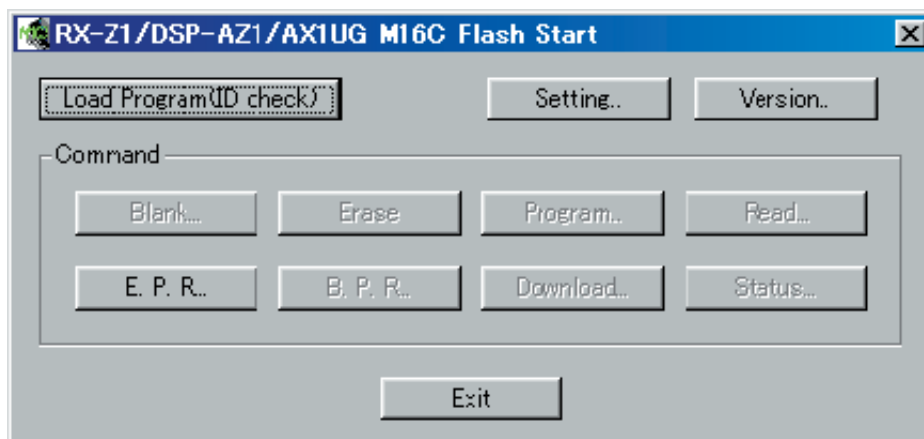 RX-Z1/DSP-AZ1/AX1UG M16C Flash Start
Load Program(ID check) Setting.. Version..
Command
Blank... Erase Program.. Read...
E. P. R... B. P. R... Download... Status...
Exit